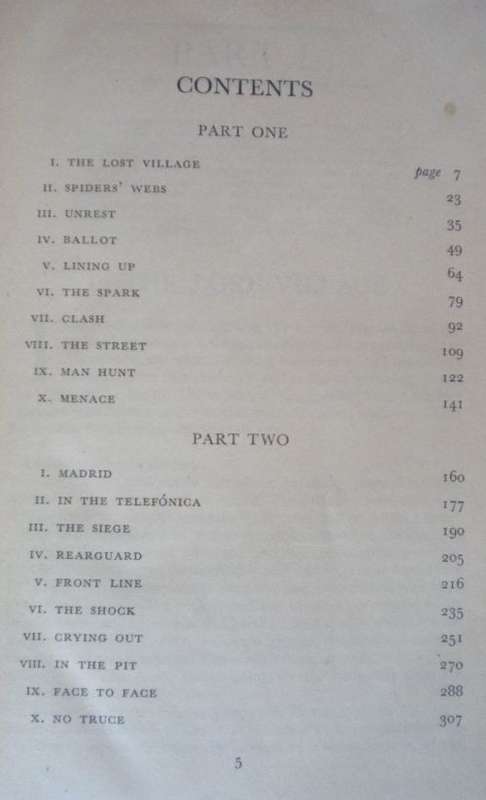 CONTENTS
PART ONE
I. THE LOST VILLAGE page 7
II. SPIDERS' WEBS 23
III. UNREST 35
IV. BALLOT 49
V. LINING UP 64
VI. THE SPARK 79
VII. CLASH 92
VIII. THE STREET 109
IX. MAN HUNT 122
X. MENACE 141
PART TWO
I. MADRID 160
II. IN THE TELEFÓNICA 177
III. THE SIEGE 190
IV. REARGUARD 205
V. FRONT LINE 216
VI. THE SHOCK 235
VII. CRYING OUT 251
VIII. IN THE PIT 270
IX. FACE TO FACE 288
X. NO TRUCE 307
5